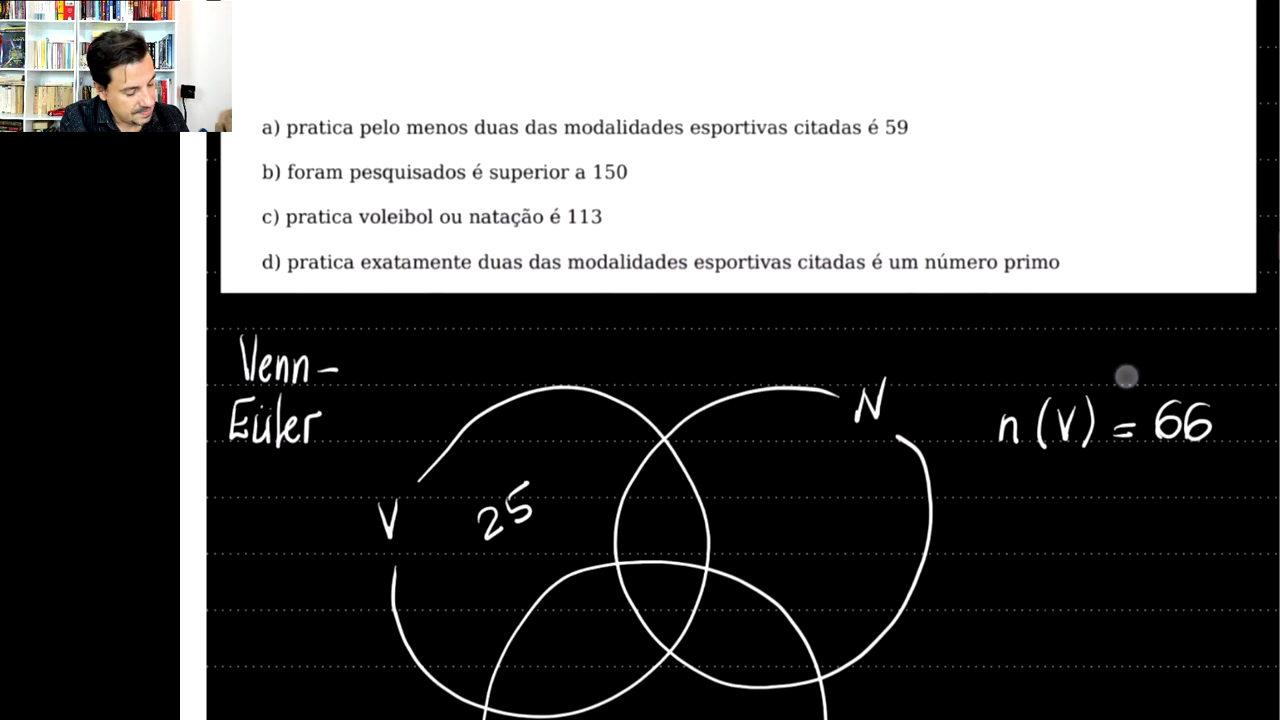 a) pratica pelo menos duas das modalidades esportivas citadas é 59
b) foram pesquisados é superior a 150
c) pratica voleibol ou natação é 113
d) pratica exatamente duas das modalidades esportivas citadas é um número primo
Venn-
Euler
N
n(V) = 66
V
25